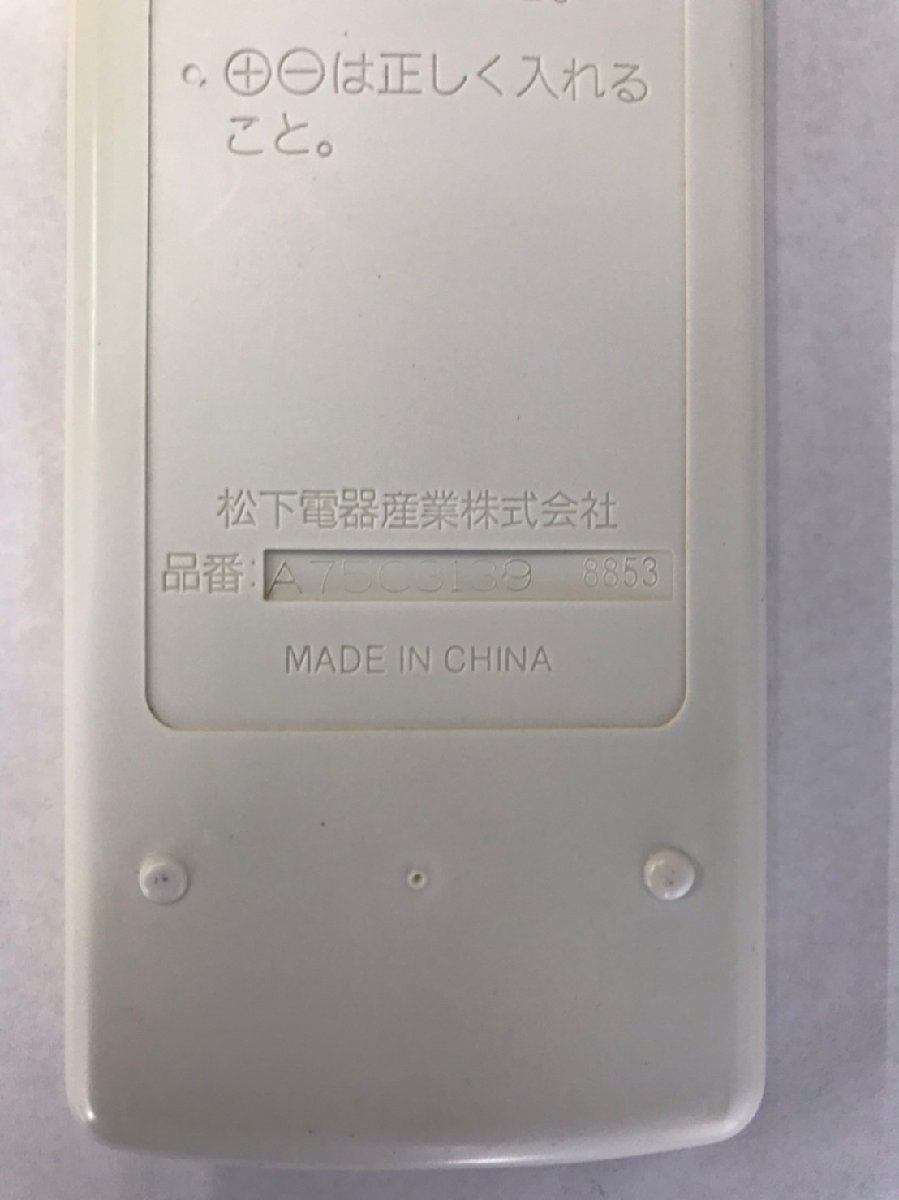 ⊕⊖は正しく入れる
こと。
松下電器産業株式会社
品番: A75C3139 8853
MADE IN CHINA